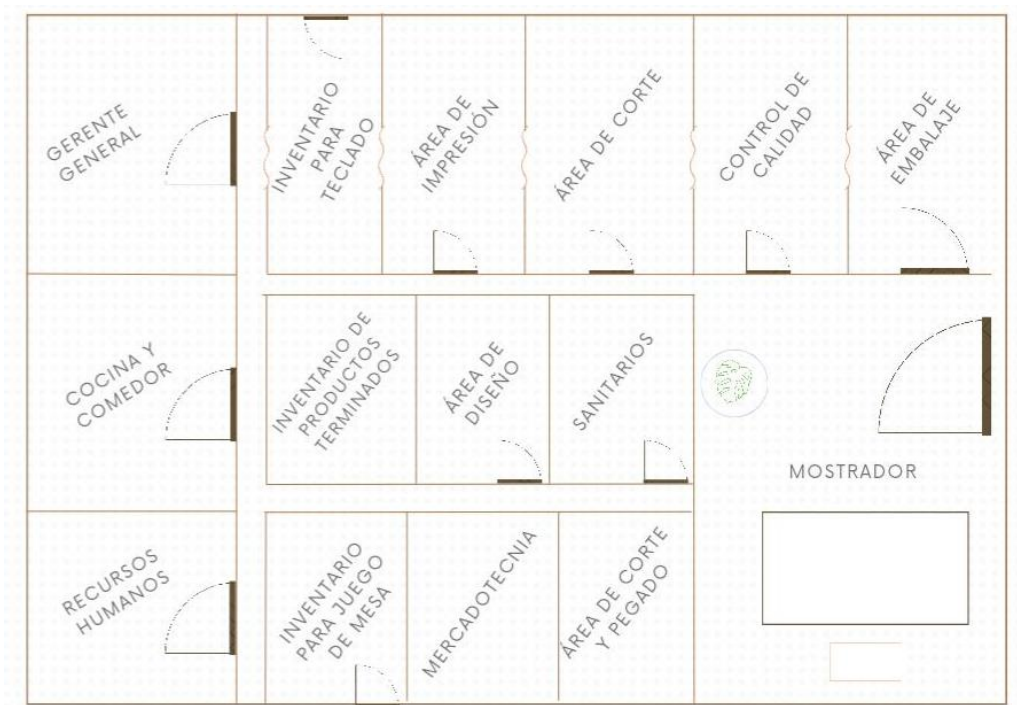 GERENTE
GENERAL
INVENTARIO
PARA
TECLADO
ÁREA DE
IMPRESIÓN
ÁREA DE CORTE
CONTROL DE
CALIDAD
ÁREA DE
EMBALAJE
COCINA Y
COMEDOR
INVENTARIO DE
PRODUCTOS
TERMINADOS
ÁREA DE
DISEÑO
SANITARIOS
MOSTRADOR
RECURSOS
HUMANOS
INVENTARIO
PARA JUEGO
DE MESA
MERCADOTECNIA
ÁREA DE CORTE
Y PEGADO